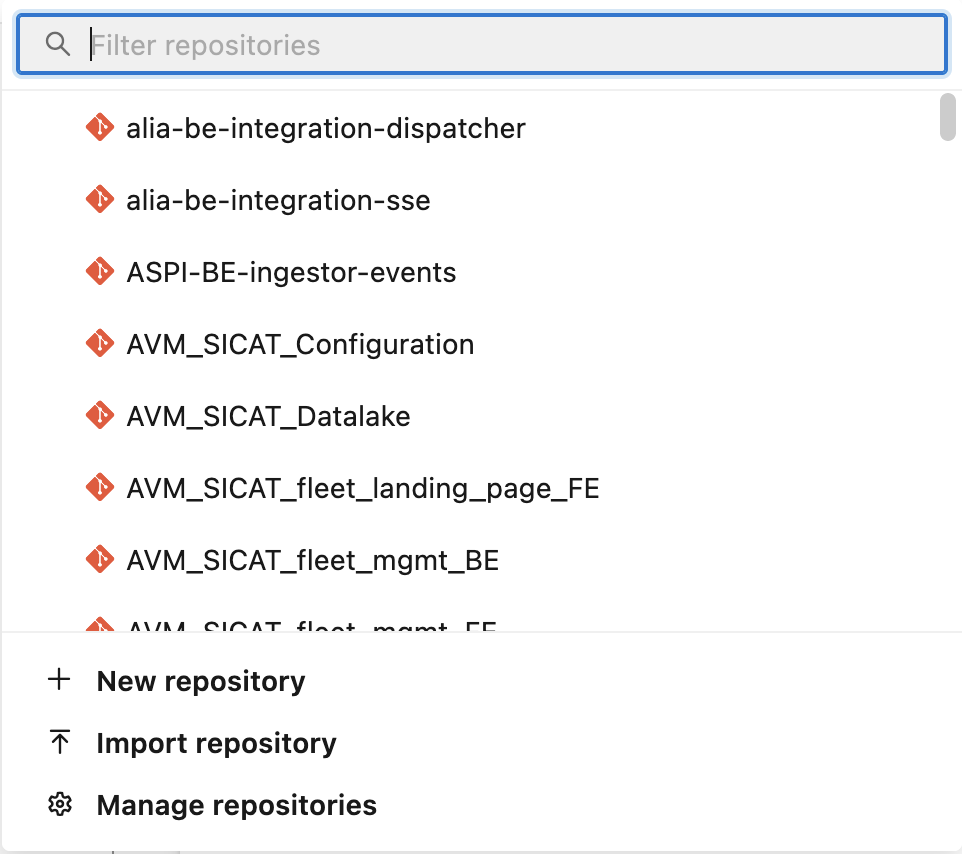 Filter repositories
alia-be-integration-dispatcher
alia-be-integration-sse
ASPI-BE-ingestor-events
AVM_SICAT_Configuration
AVM_SICAT_Datalake
AVM_SICAT_fleet_landing_page_FE
AVM_SICAT_fleet_mgmt_BE
AVM_SICAT_fleet_mgmt_FE
New repository
Import repository
Manage repositories